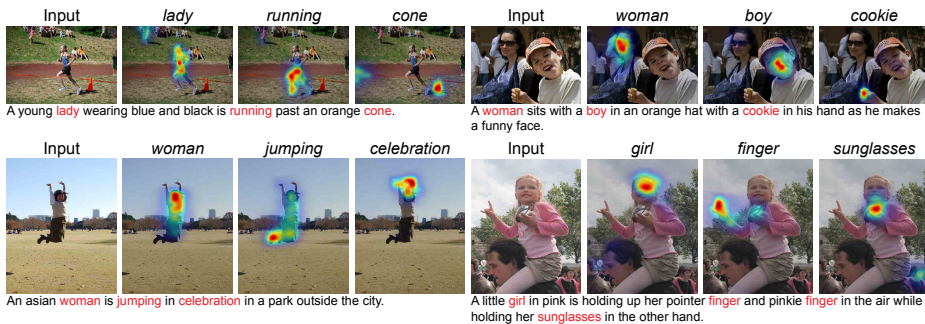 Input lady running cone
A young lady wearing blue and black is running past an orange cone.
Input woman boy cookie
A woman sits with a boy in an orange hat with a cookie in his hand as he makes
a funny face.
Input woman jumping celebration
An asian woman is jumping in celebration in a park outside the city.
Input girl finger sunglasses
A little girl in pink is holding up her pointer finger and pinkie finger in the air while
holding her sunglasses in the other hand.